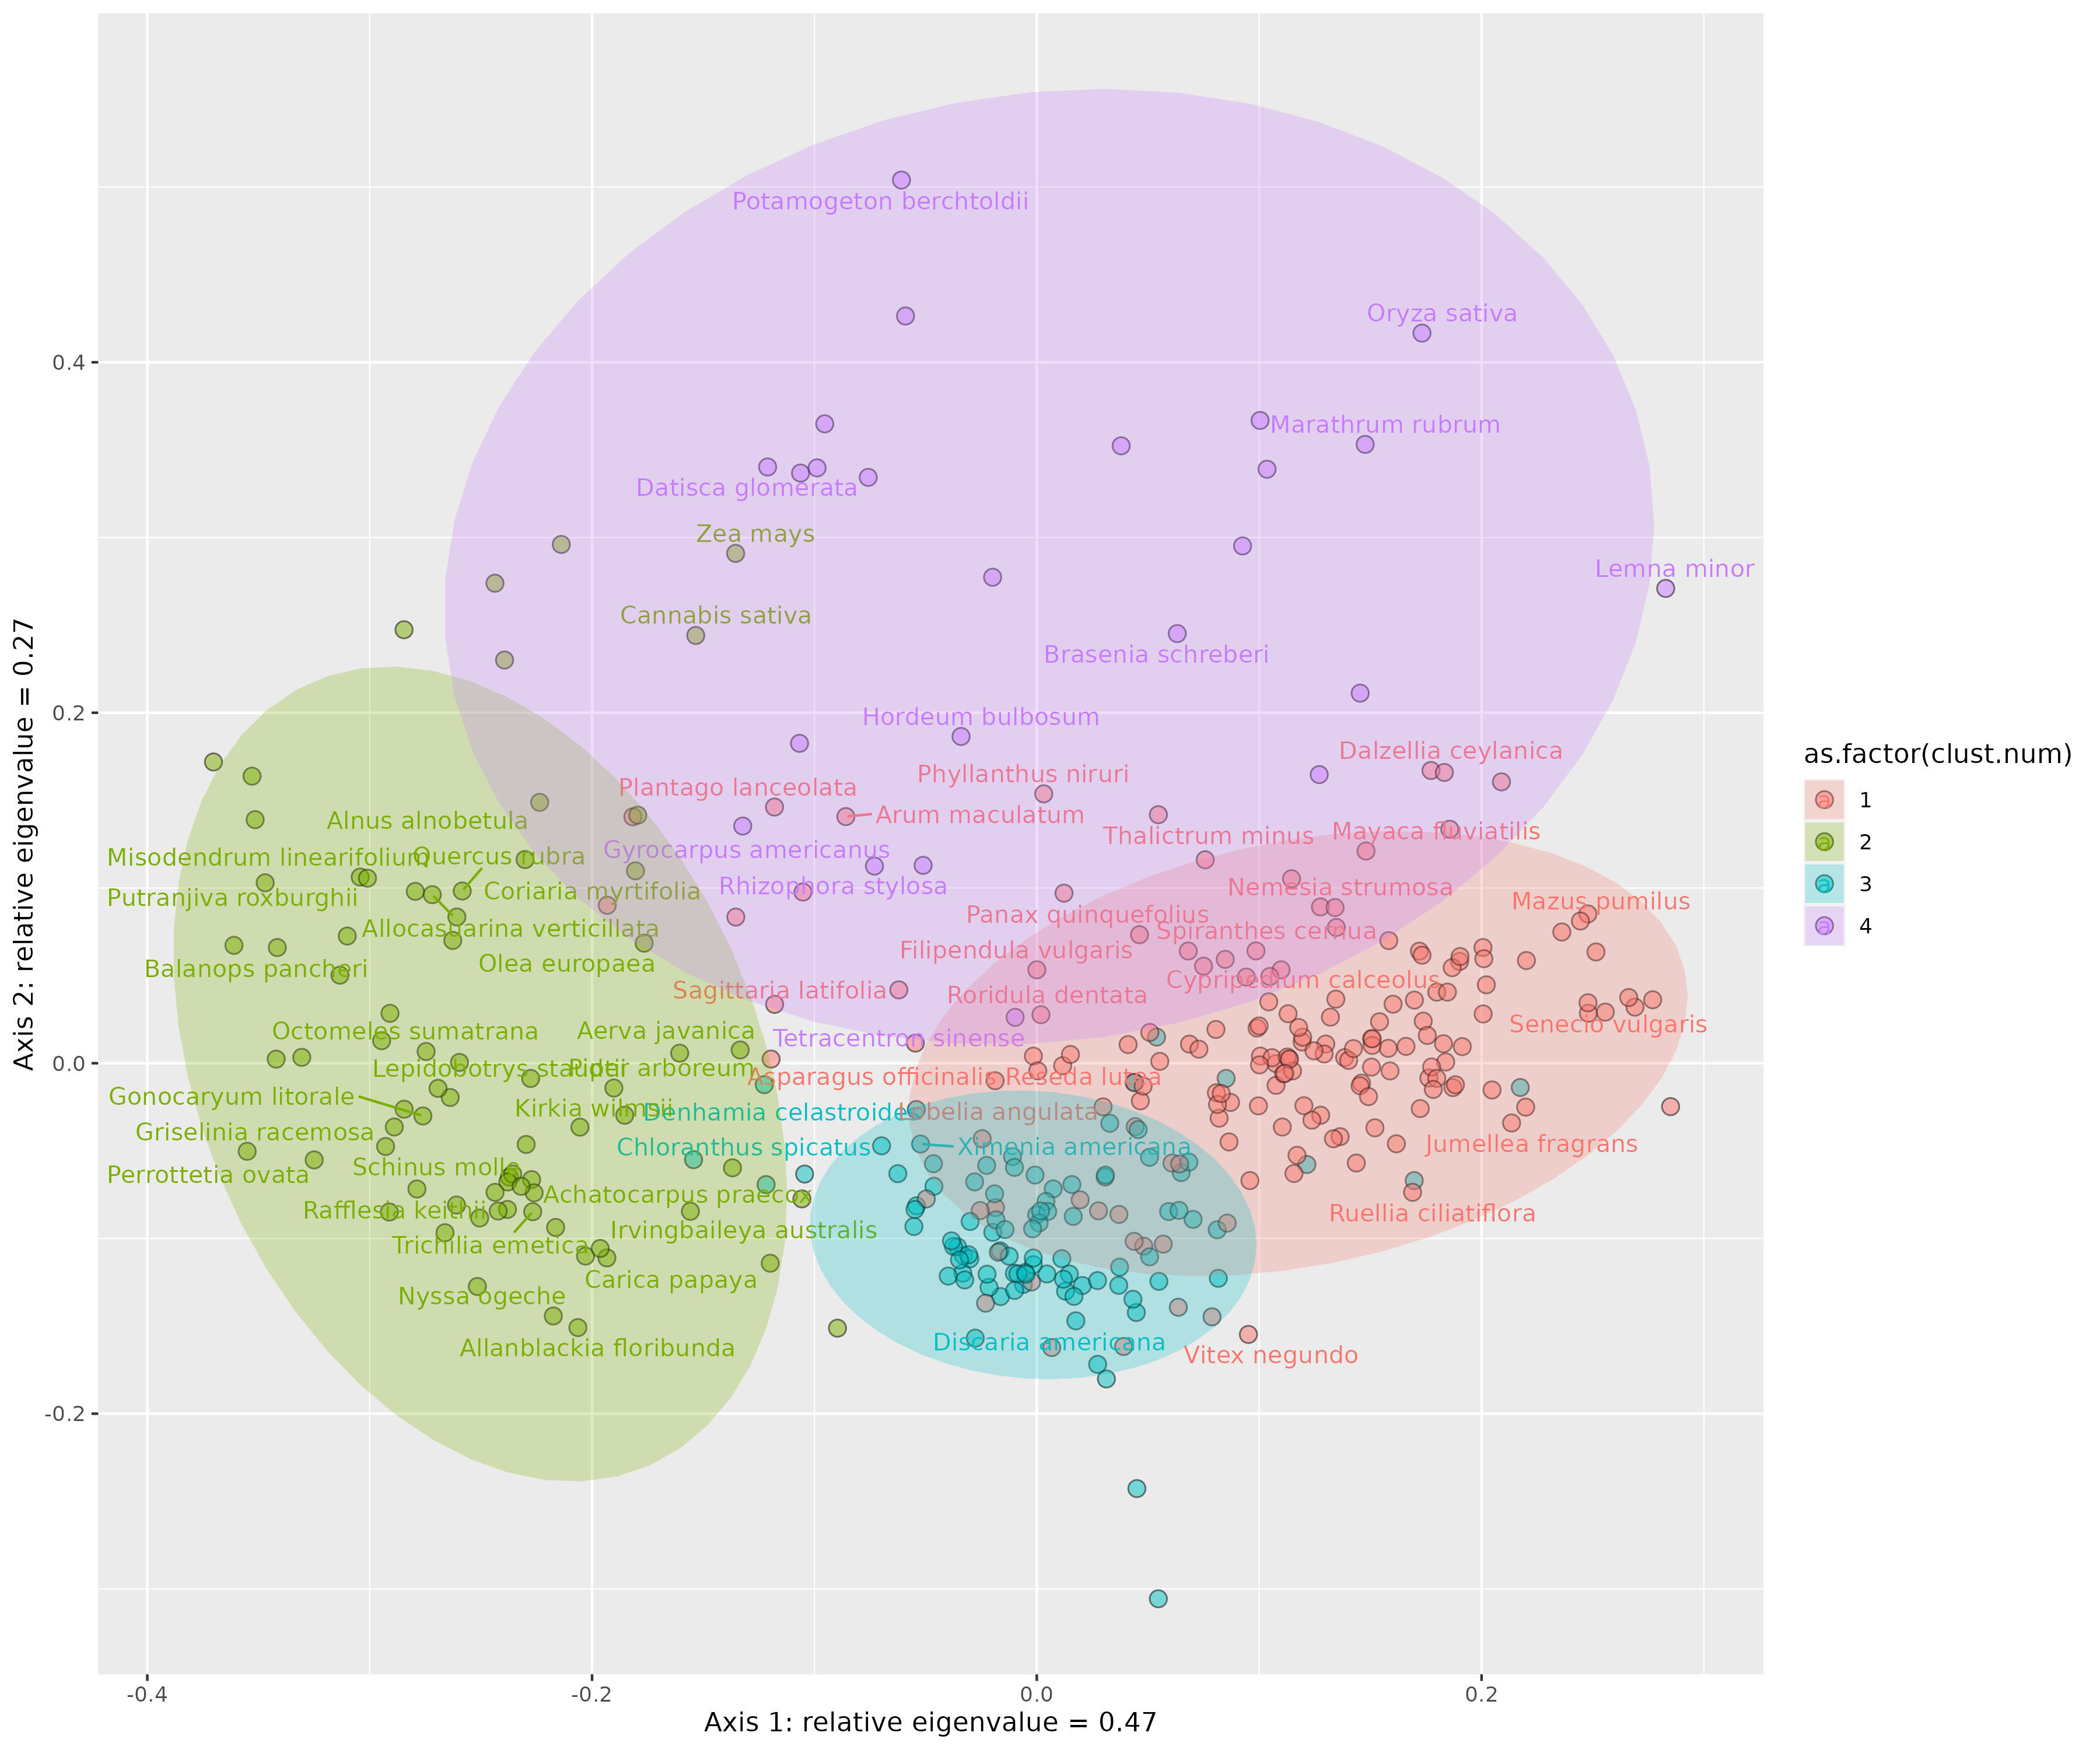 Potamogeton berchtoldii
Oryza sativa
0.4
Marathrum rubrum
Datisca glomerata
Zea mays
Lemna minor
Cannabis sativa
Brasenia schreberi
Axis 2: relative eigenvalue = 0.27
0.2
Hordeum bulbosum
Dalzellia ceylanica
as.factor(clust.num)
Phyllanthus niruri
Plantago lanceolata
1
Arum maculatum
Alnus alnobetula
Thalictrum minus
Mayaca fluviatilis
2
Gyrocarpus americanus
Misodendrum linearifolium
Quercus rubra
3
Rhizophora stylosa
Nemesia strumosa
Coriaria myrtifolia
Putranjiva roxburghii
Mazus pumilus
Panax quinquefolius
4
Allocasuarina verticillata
Spiranthes cernua
Filipendula vulgaris
Olea europaea
Balanops pancheri
Cypripedium calceolus
Sagittaria latifolia
Roridula dentata
Senecio vulgaris
Octomeles sumatrana
Aerva javanica
Tetracentron sinense
0.0
Lepidobotrys staudtii
Piper arboreum
Asparagus officinalis
Reseda lutea
Gonocaryum litorale
Kirkia wilmsii
Denhamia celastroides
Lobelia angulata
Griselinia racemosa
Chloranthus spicatus
Ximenia americana
Jumellea fragrans
Perrottetia ovata
Schinus molle
Achatocarpus praecox
Rafflesia keithii
Ruellia ciliatiflora
Irvingbaileya australis
Trichilia emetica
Carica papaya
Nyssa ogeche
Discaria americana
Allanblackia floribunda
Vitex negundo
-0.2
-0.4
-0.2
0.0
0.2
Axis 1: relative eigenvalue = 0.47